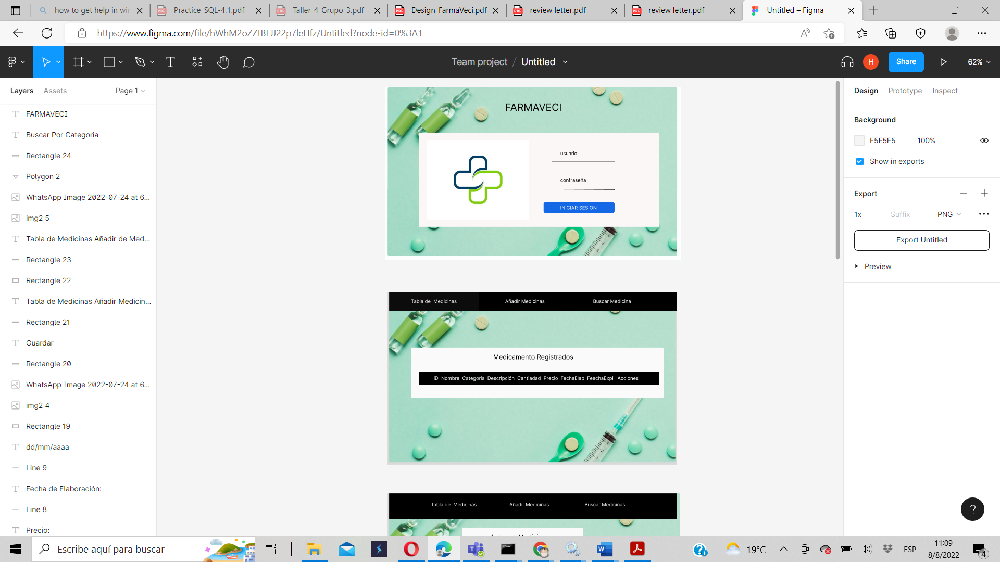 how to get help in wir
Practice_SQL-4.1.pdf
Taller_4_Grupo_3.pdf
Design_FarmaVeci.pdf
review letter.pdf
review letter.pdf
Untitled – Figma
https://www.figma.com/file/hWhM2oZZtBFJJ22p7leHfz/Untitled?node-id=0%3A1
Team project / Untitled
H
Share
62%
Layers
Assets
Page 1
FARMAVECI
Buscar Por Categoria
Rectangle 24
Polygon 2
WhatsApp Image 2022-07-24 at 6...
img2 5
Tabla de Medicinas Añadir de Med...
Rectangle 23
Rectangle 22
Tabla de Medicinas Añadir Medicin...
Rectangle 21
Guardar
Rectangle 20
WhatsApp Image 2022-07-24 at 6...
img2 4
Rectangle 19
dd/mm/aaaa
Line 9
Fecha de Elaboración:
Line 8
Precio:
FARMAVECI
usuario
contraseña
INICIAR SESION
Tabla de Medicinas
Añadir Medicinas
Buscar Medicina
Medicamento Registrados
iD Nombre Categoria Descripción Cantiadad Precio FechaElab FeachaExpi Acciones
Tabla de Medicinas
Añadir Medicinas
Buscar Medicinas
Design
Prototype
Inspect
Background
F5F5F5
100%
Show in exports
Export
1x
Suffix
PNG
Export Untitled
Preview
?
Escribe aquí para buscar
19°C
ESP
11:09
8/8/2022
4